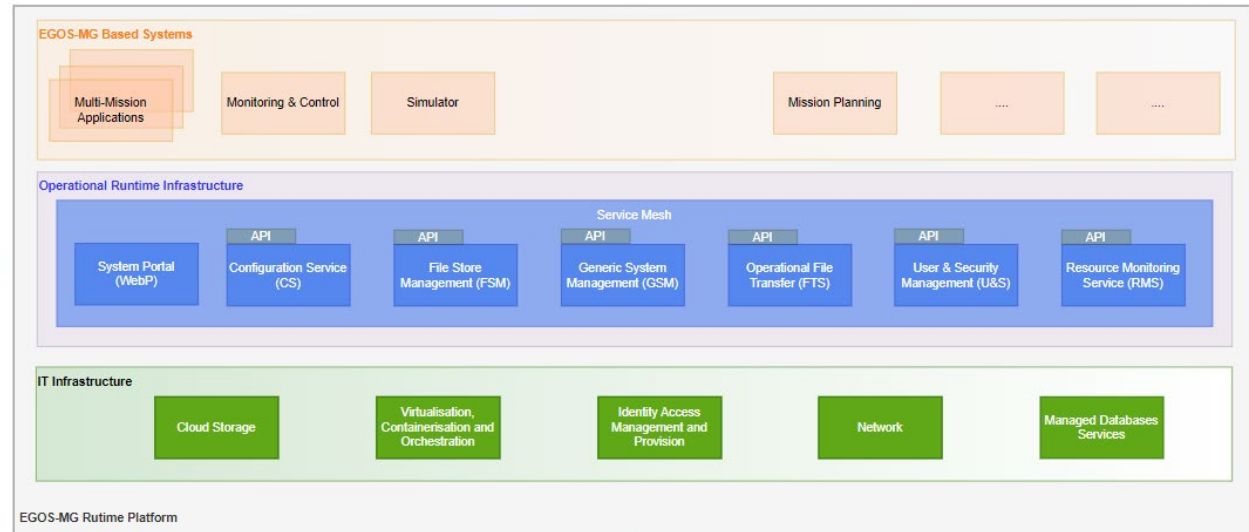 EGOS-MG Based Systems
Multi-Mission
Applications
Monitoring & Control
Simulator
Mission Planning
....
....
Operational Runtime Infrastructure
Service Mesh
System Portal
(WebP)
API
Configuration Service
(CS)
API
File Store
Management (FSM)
API
Generic System
Management (GSM)
API
Operational File
Transfer (FTS)
API
User & Security
Management (U&S)
API
Resource Monitoring
Service (RMS)
IT Infrastructure
Cloud Storage
Virtualisation,
Containerisation and
Orchestration
Identity Access
Management and
Provision
Network
Managed Databases
Services
EGOS-MG Rutime Platform